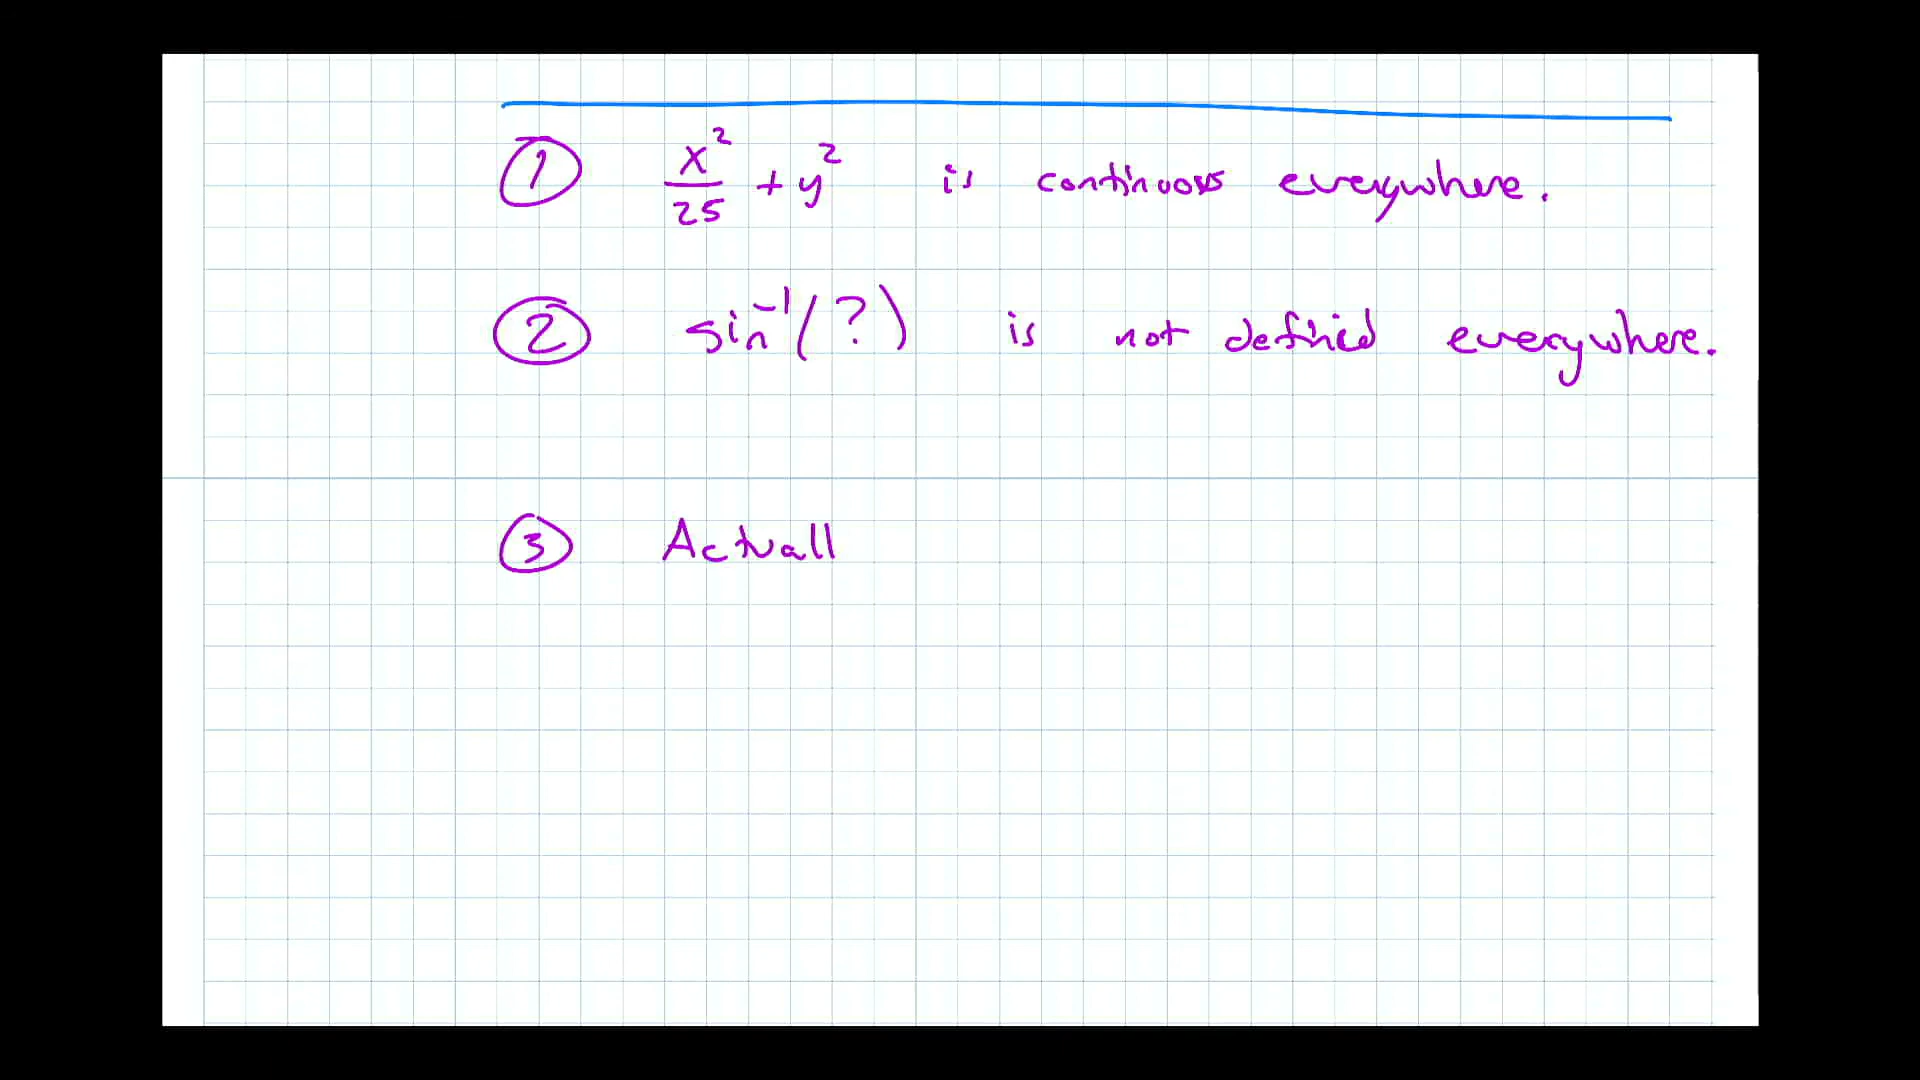 ① x²/25 + y² is continuous everywhere.
② sin⁻¹(?) is not defined everywhere.
③ Actuall